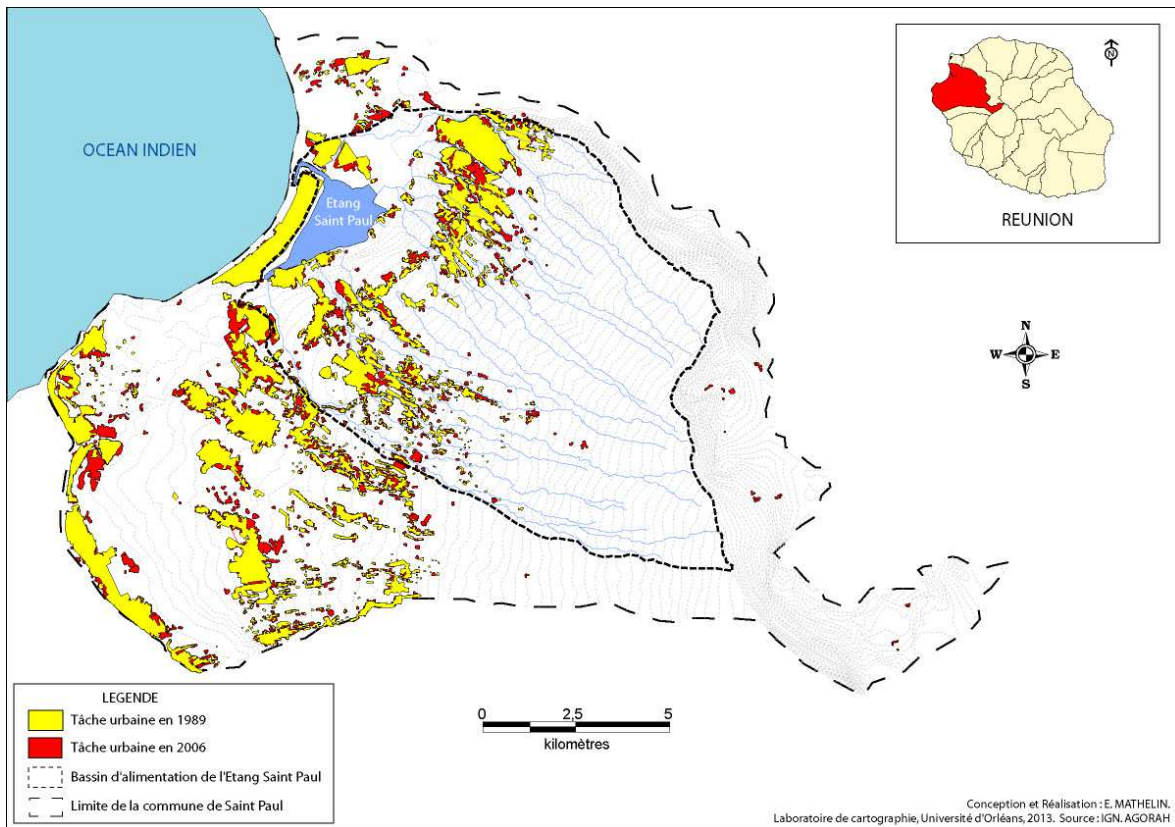 OCEAN INDIEN
Etang
Saint Paul
N
REUNION
N
W E
S
LEGENDE
Tâche urbaine en 1989
Tâche urbaine en 2006
Bassin d'alimentation de l'Etang Saint Paul
Limite de la commune de Saint Paul
0 2,5 5
kilomètres
Conception et Réalisation : E. MATHELIN.
Laboratoire de cartographie, Université d'Orléans, 2013. Source : IGN. AGORAH